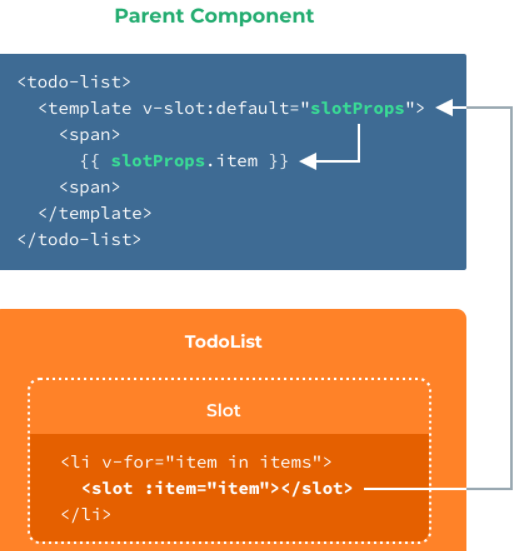 Parent Component
<todo-list>
<template v-slot:default="slotProps">
<span>
{{ slotProps.item }}
<span>
</template>
</todo-list>
TodoList
Slot
<li v-for="item in items">
<slot :item="item"></slot>
</li>